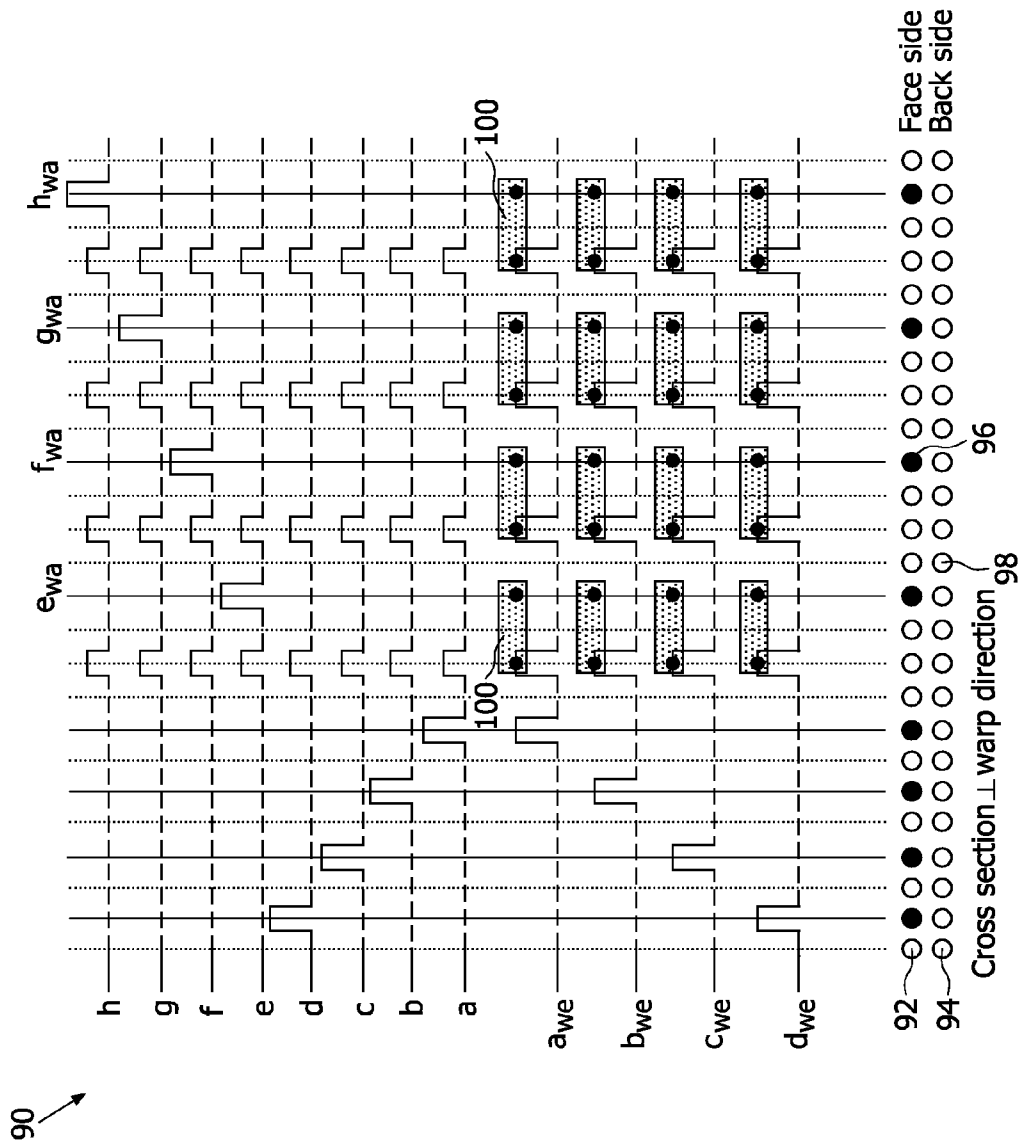 90
h_wa
g_wa
f_wa
e_wa
h
g
f
e
d
c
b
a
a_we
b_we
c_we
d_we
100
100
92
94
96
98
Face side
Back side
Cross section ⊥ warp direction